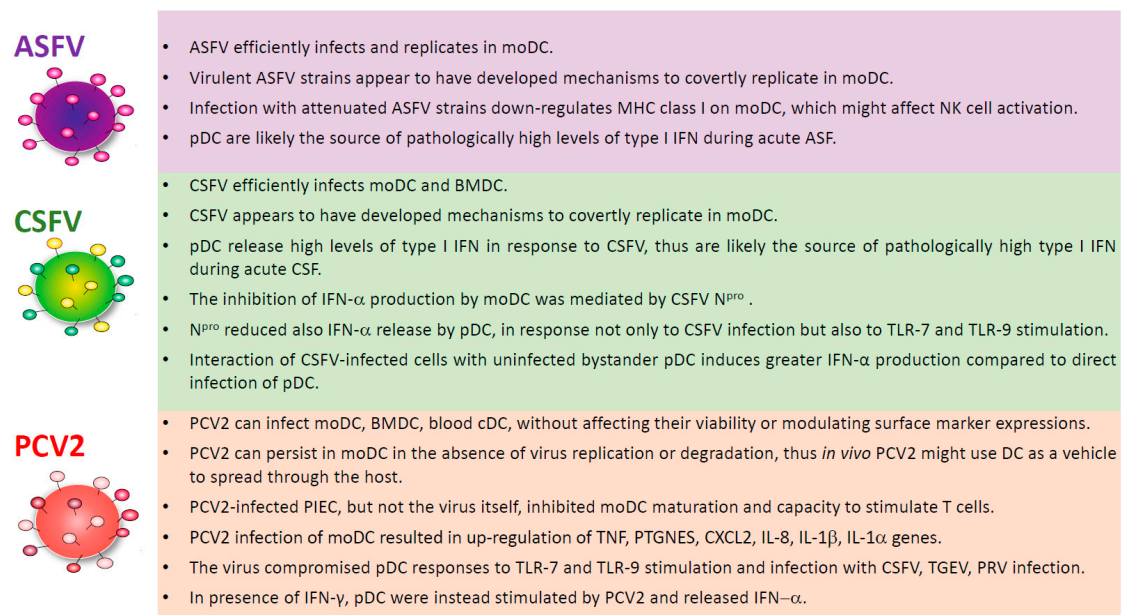 ASFV
• ASFV efficiently infects and replicates in moDC.
• Virulent ASFV strains appear to have developed mechanisms to covertly replicate in moDC.
• Infection with attenuated ASFV strains down-regulates MHC class I on moDC, which might affect NK cell activation.
• pDC are likely the source of pathologically high levels of type I IFN during acute ASF.
CSFV
• CSFV efficiently infects moDC and BMDC.
• CSFV appears to have developed mechanisms to covertly replicate in moDC.
• pDC release high levels of type I IFN in response to CSFV, thus are likely the source of pathologically high type I IFN
during acute CSF.
• The inhibition of IFN-α production by moDC was mediated by CSFV Nᵖʳᵒ .
• Nᵖʳᵒ reduced also IFN-α release by pDC, in response not only to CSFV infection but also to TLR-7 and TLR-9 stimulation.
• Interaction of CSFV-infected cells with uninfected bystander pDC induces greater IFN-α production compared to direct
infection of pDC.
PCV2
• PCV2 can infect moDC, BMDC, blood cDC, without affecting their viability or modulating surface marker expressions.
• PCV2 can persist in moDC in the absence of virus replication or degradation, thus in vivo PCV2 might use DC as a vehicle
to spread through the host.
• PCV2-infected PIEC, but not the virus itself, inhibited moDC maturation and capacity to stimulate T cells.
• PCV2 infection of moDC resulted in up-regulation of TNF, PTGNES, CXCL2, IL-8, IL-1β, IL-1α genes.
• The virus compromised pDC responses to TLR-7 and TLR-9 stimulation and infection with CSFV, TGEV, PRV infection.
• In presence of IFN-γ, pDC were instead stimulated by PCV2 and released IFN−α.